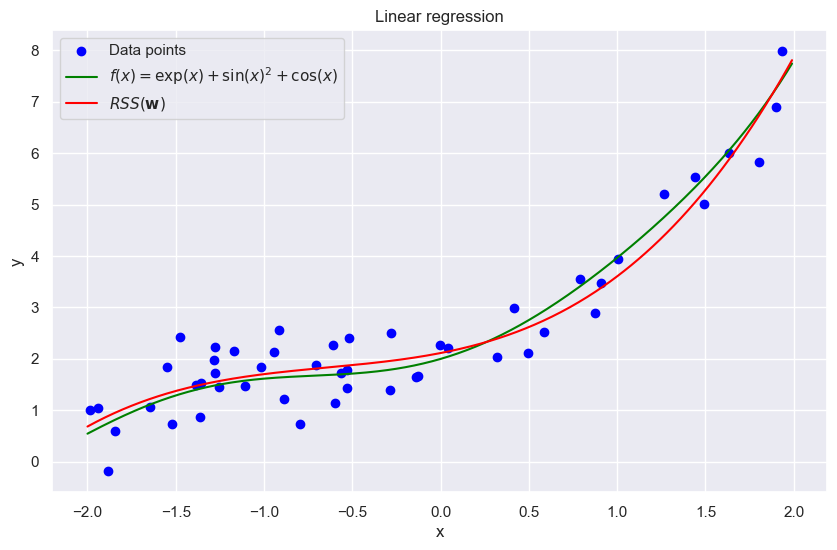 Linear regression
Data points
f(x) = exp(x) + sin(x)² + cos(x)
RSS(w)
8
7
6
5
4
3
2
1
0
y
−2.0 −1.5 −1.0 −0.5 0.0 0.5 1.0 1.5 2.0
x